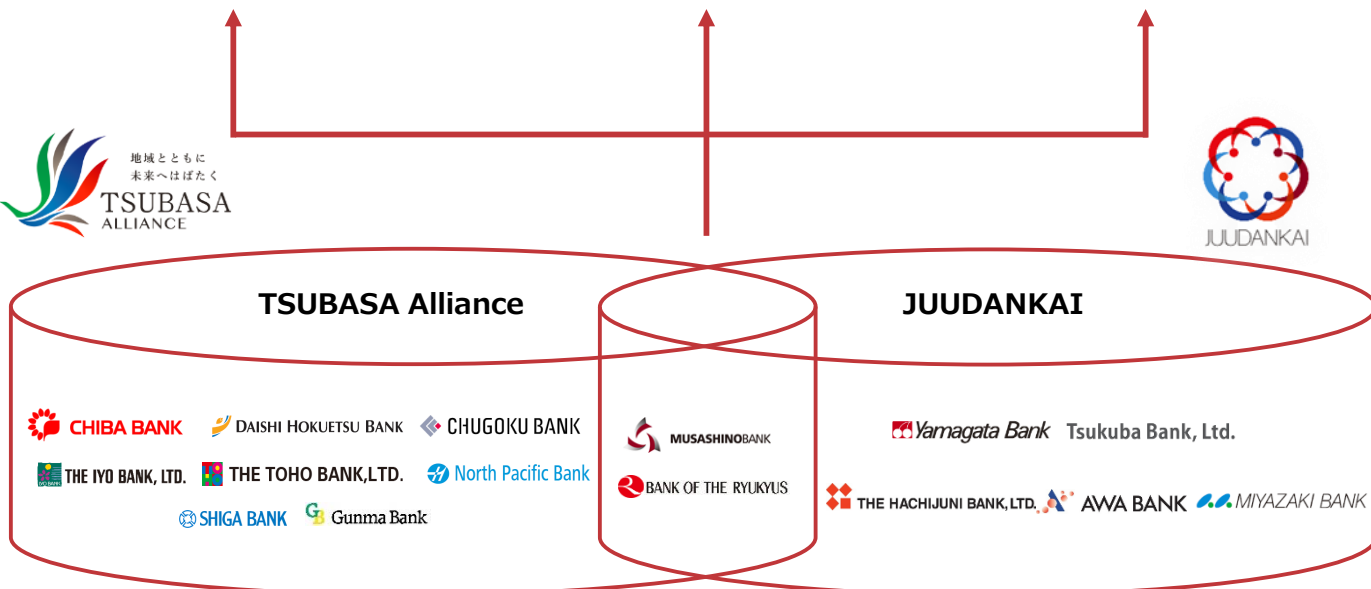 地域とともに
未来へはばたく
TSUBASA
ALLIANCE
JUUDANKAI
TSUBASA Alliance
JUUDANKAI
CHIBA BANK
DAISHI HOKUETSU BANK
CHUGOKU BANK
THE IYO BANK, LTD.
IYO BANK
THE TOHO BANK,LTD.
North Pacific Bank
SHIGA BANK
GB
Gunma Bank
MUSASHINOBANK
BANK OF THE RYUKYUS
Yamagata Bank
Tsukuba Bank, Ltd.
THE HACHIJUNI BANK,LTD.
AWA BANK
MIYAZAKI BANK